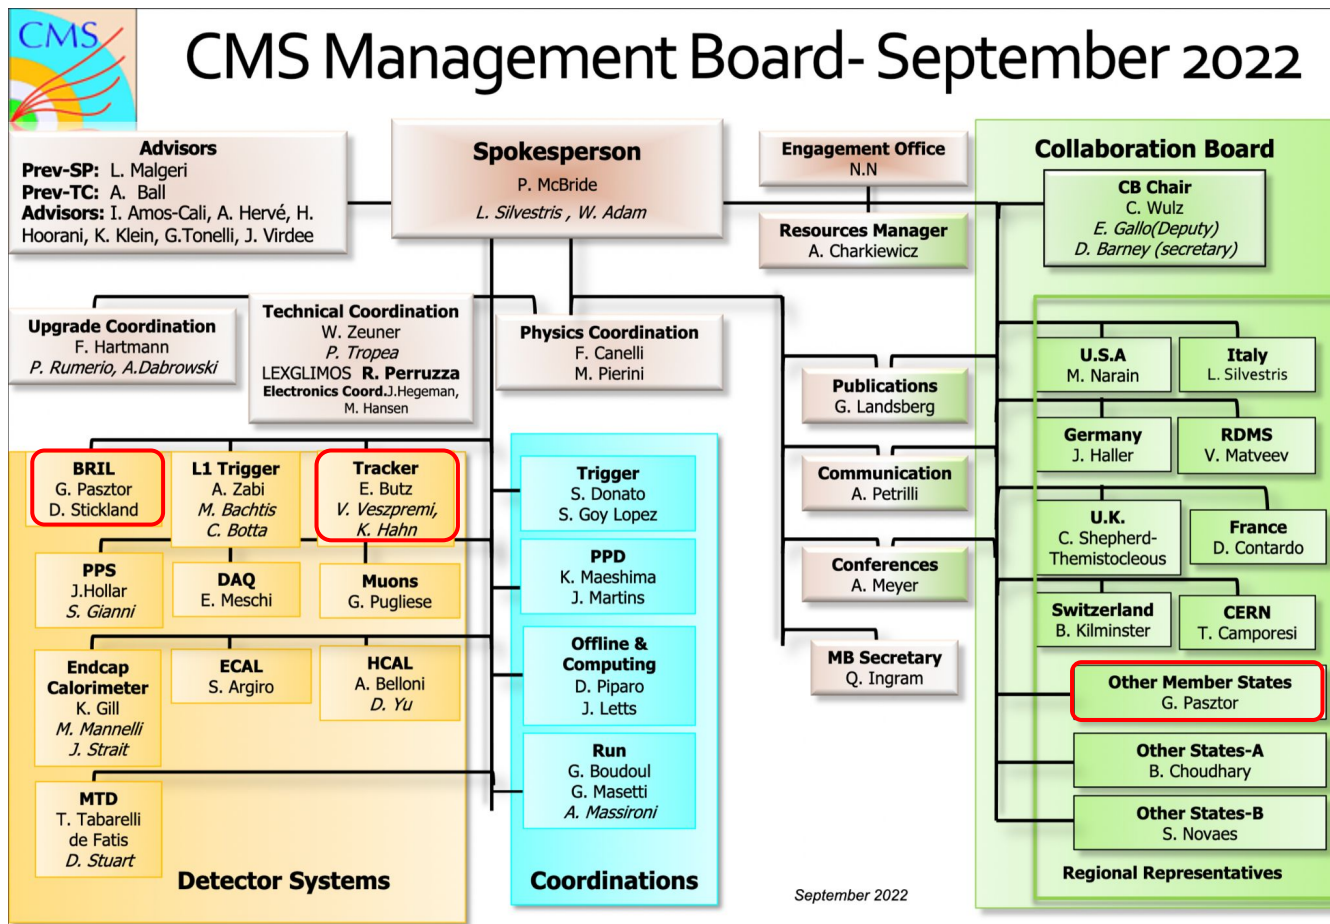 CMS
CMS Management Board- September 2022
Advisors
Prev-SP: L. Malgeri
Prev-TC: A. Ball
Advisors: I. Amos-Cali, A. Hervé, H.
Hoorani, K. Klein, G.Tonelli, J. Virdee
Spokesperson
P. McBride
L. Silvestris , W. Adam
Engagement Office
N.N
Resources Manager
A. Charkiewicz
Collaboration Board
CB Chair
C. Wulz
E. Gallo(Deputy)
D. Barney (secretary)
Upgrade Coordination
F. Hartmann
P. Rumerio, A.Dabrowski
Technical Coordination
W. Zeuner
P. Tropea
LEXGLIMOS R. Perruzza
Electronics Coord.J.Hegeman,
M. Hansen
Physics Coordination
F. Canelli
M. Pierini
Publications
G. Landsberg
Communication
A. Petrilli
Conferences
A. Meyer
MB Secretary
Q. Ingram
U.S.A
M. Narain
Italy
L. Silvestris
Germany
J. Haller
RDMS
V. Matveev
U.K.
C. Shepherd-
Themistocleous
France
D. Contardo
Switzerland
B. Kilminster
CERN
T. Camporesi
Other Member States
G. Pasztor
Other States-A
B. Choudhary
Other States-B
S. Novaes
Regional Representatives
BRIL
G. Pasztor
D. Stickland
L1 Trigger
A. Zabi
M. Bachtis
C. Botta
Tracker
E. Butz
V. Veszpremi,
K. Hahn
PPS
J.Hollar
S. Gianni
DAQ
E. Meschi
Muons
G. Pugliese
Endcap
Calorimeter
K. Gill
M. Mannelli
J. Strait
ECAL
S. Argiro
HCAL
A. Belloni
D. Yu
MTD
T. Tabarelli
de Fatis
D. Stuart
Detector Systems
Trigger
S. Donato
S. Goy Lopez
PPD
K. Maeshima
J. Martins
Offline &
Computing
D. Piparo
J. Letts
Run
G. Boudoul
G. Masetti
A. Massironi
Coordinations
September 2022